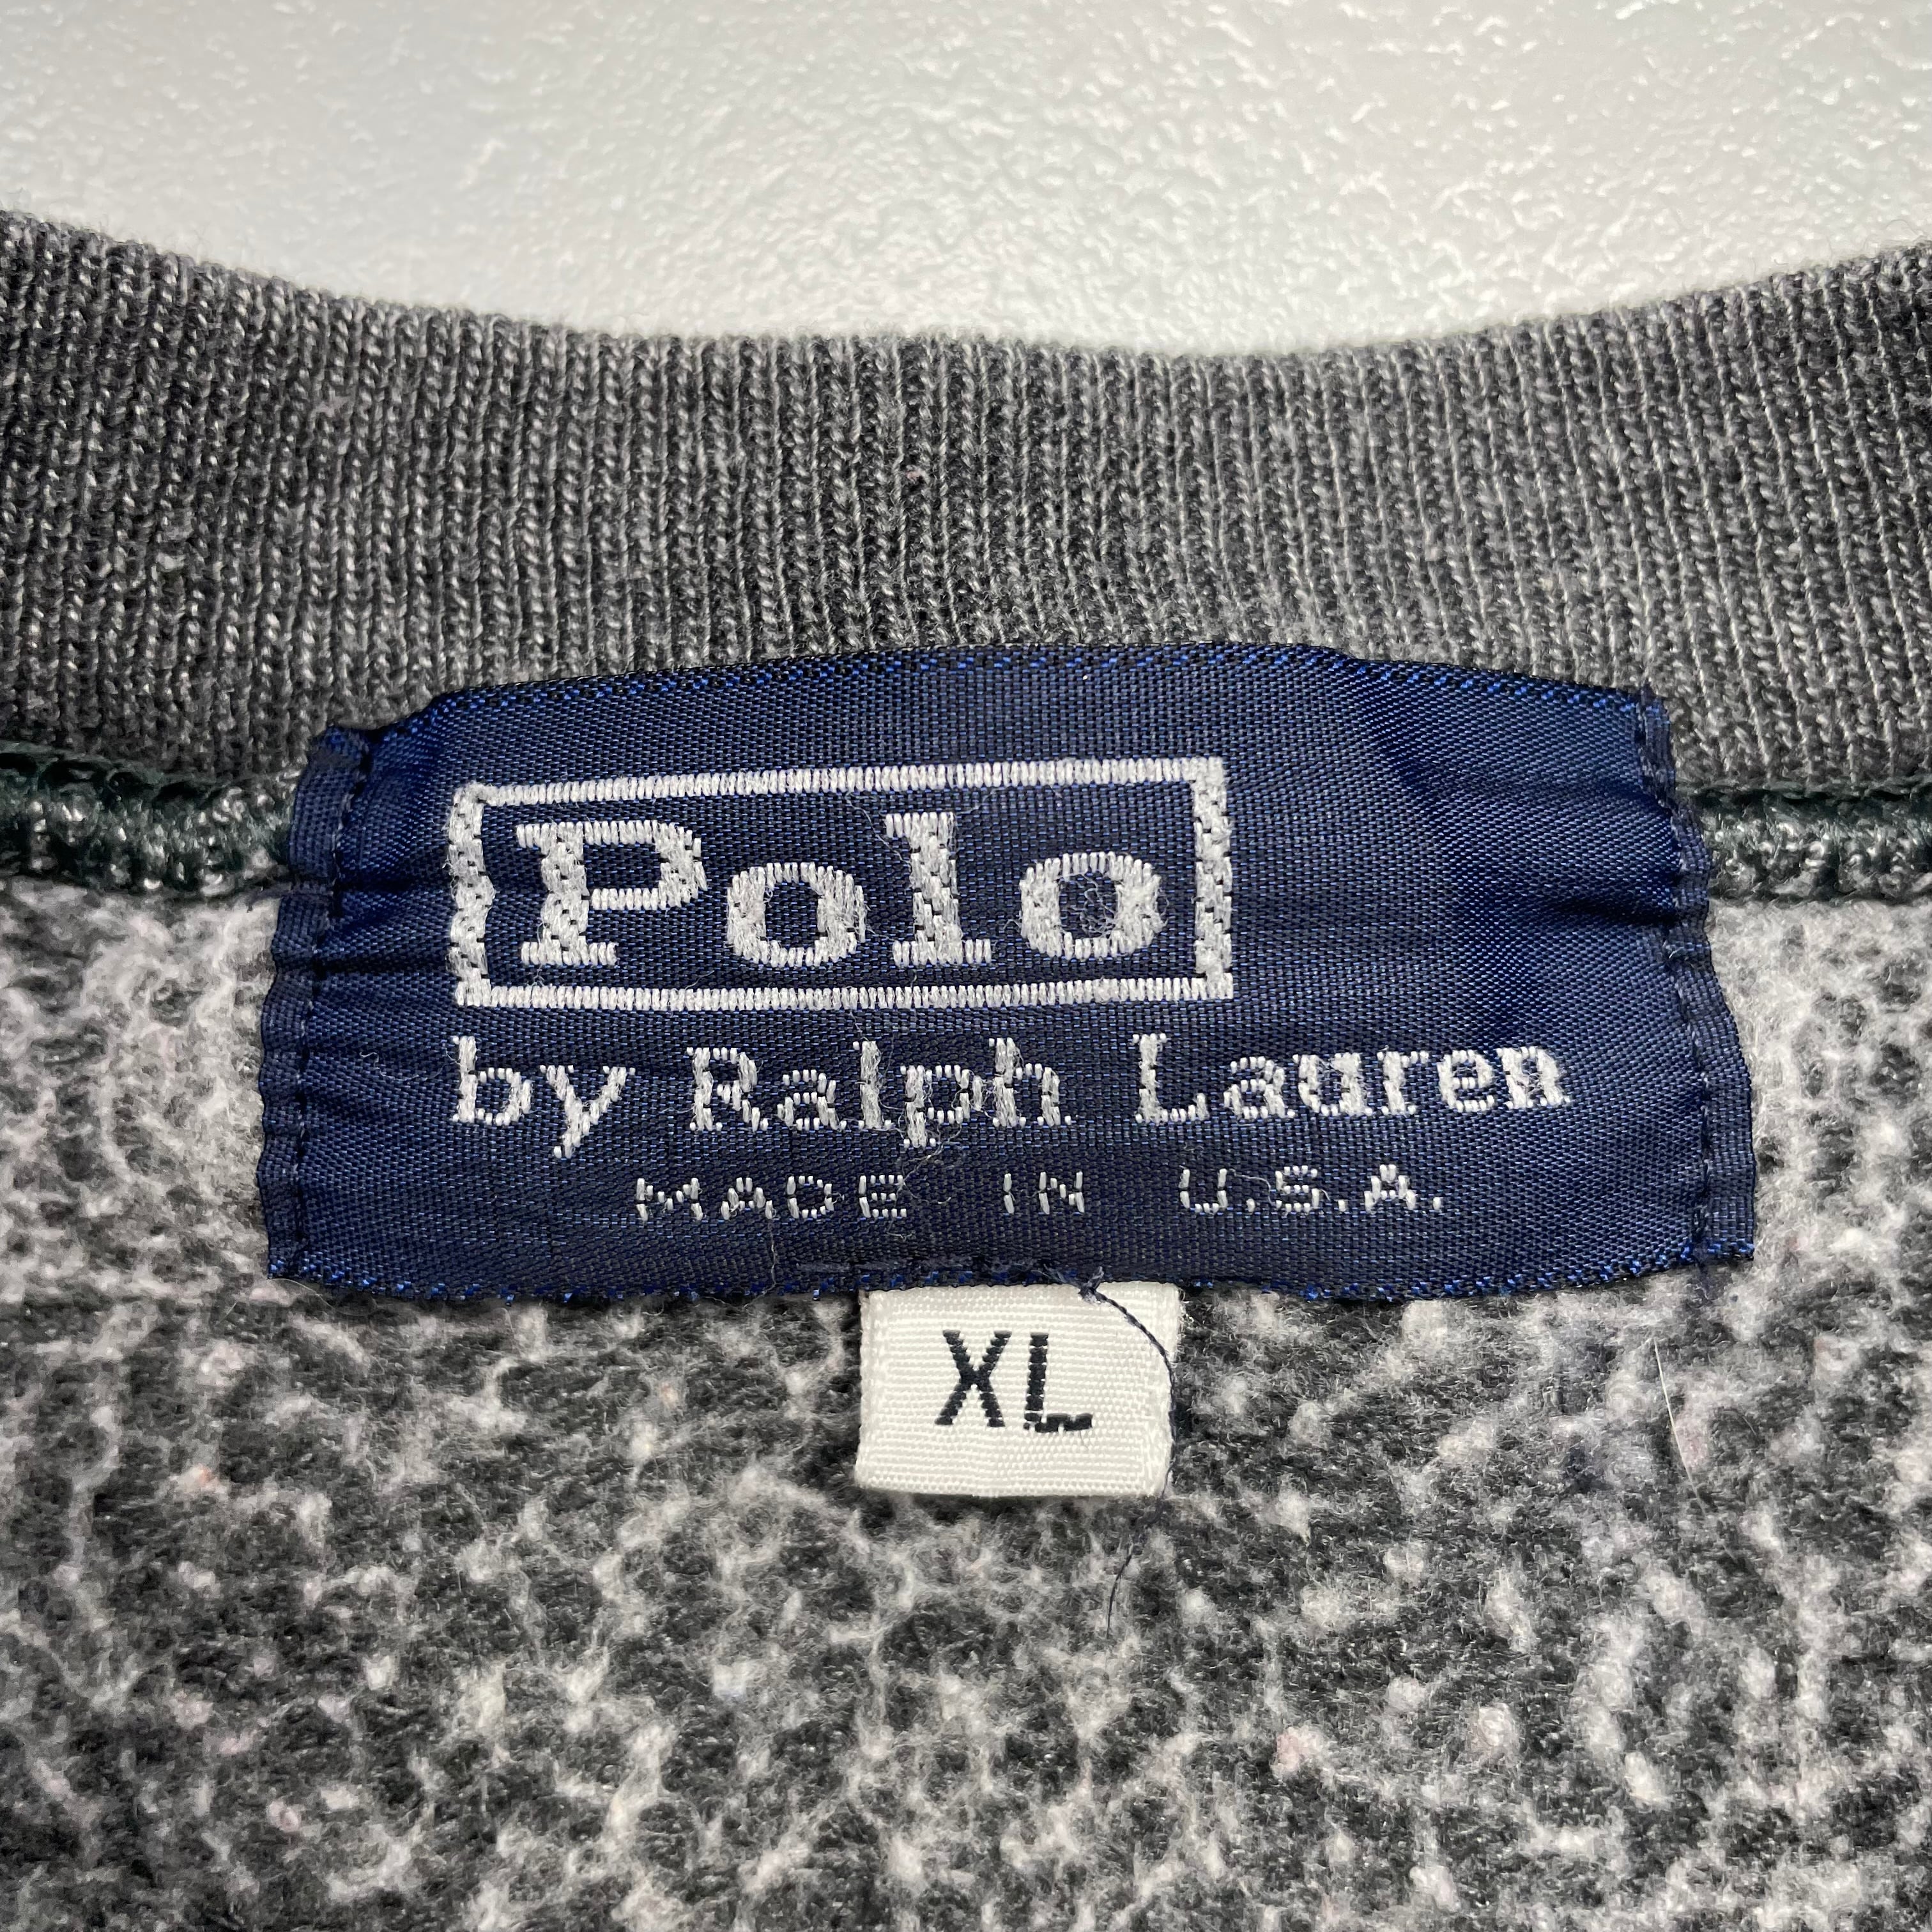 Polo
by Ralph Lauren
MADE IN U.S.A.
XL